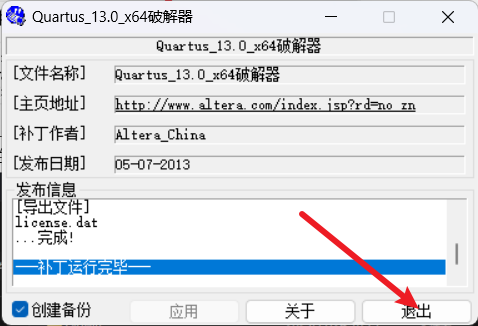 Quartus_13.0_x64破解器
Quartus_13.0_x64破解器
[文件名称] Quartus_13.0_x64破解器
[主页地址] http://www.altera.com/index.jsp?rd=no_zn
[补丁作者] Altera_China
[发布日期] 05-07-2013
发布信息
[导出文件]
license.dat
...完成!
---补丁运行完毕---
创建备份 应用 关于 退出